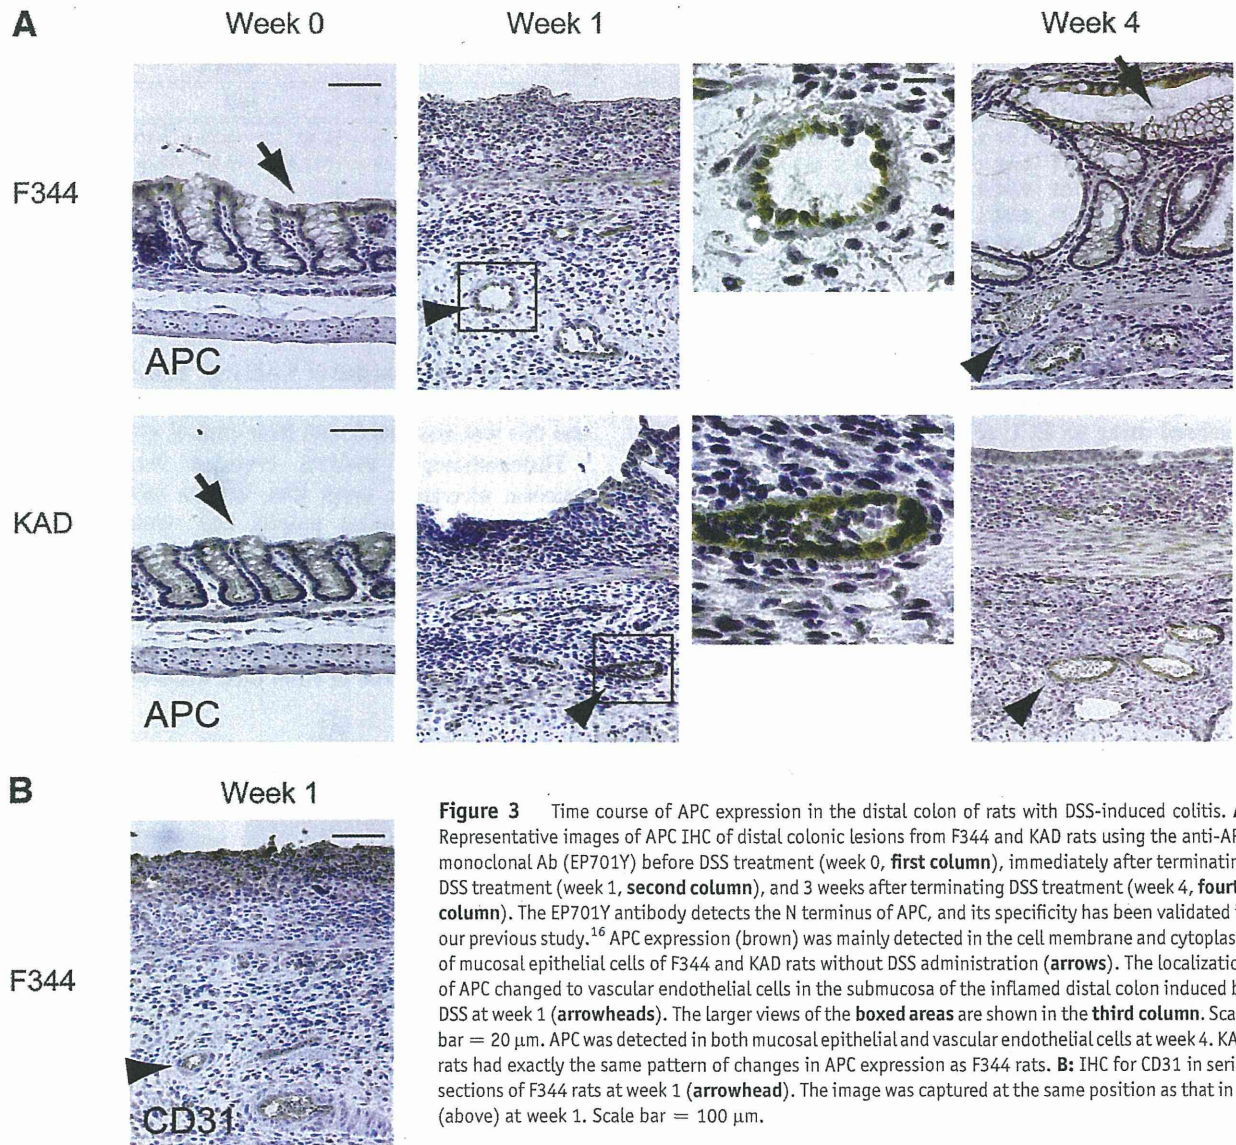 A
Week 0
Week 1
Week 4
F344
APC
KAD
APC
B
Week 1
F344
CD31
Figure 3 Time course of APC expression in the distal colon of rats with DSS-induced colitis.
Representative images of APC IHC of distal colonic lesions from F344 and KAD rats using the
monoclonal Ab (EP701Y) before DSS treatment (week 0, first column), immediately after
DSS treatment (week 1, second column), and 3 weeks after terminating DSS treatment (week 4,
column). The EP701Y antibody detects the N terminus of APC, and its specificity has been validated
our previous study.16 APC expression (brown) was mainly detected in the cell membrane and
of mucosal epithelial cells of F344 and KAD rats without DSS administration (arrows). The
of APC changed to vascular endothelial cells in the submucosa of the inflamed distal colon induced
DSS at week 1 (arrowheads). The larger views of the boxed areas are shown in the third column.
bar = 20 μm. APC was detected in both mucosal epithelial and vascular endothelial cells at week 4.
rats had exactly the same pattern of changes in APC expression as F344 rats. B: IHC for CD31 in
sections of F344 rats at week 1 (arrowhead). The image was captured at the same position as that in
(above) at week 1. Scale bar = 100 μm.